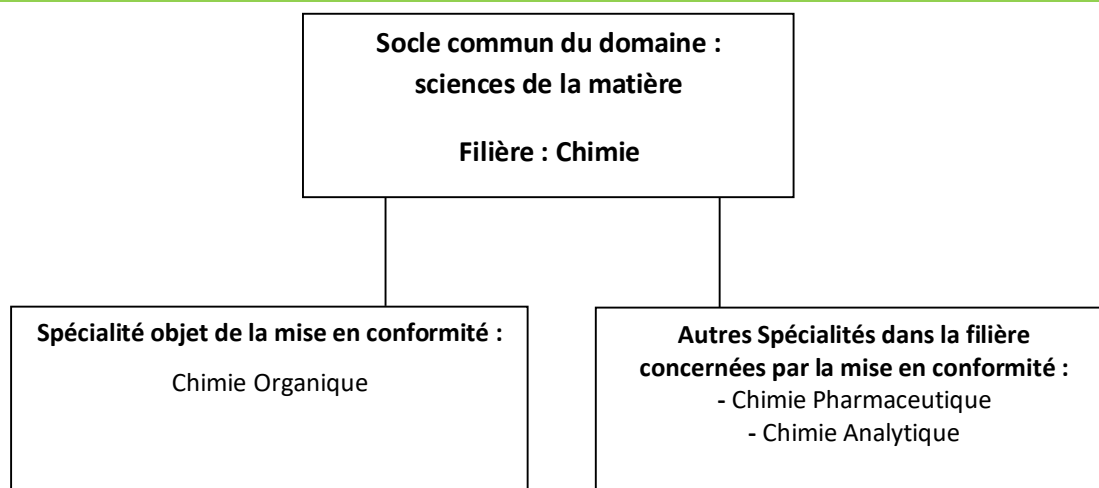 Socle commun du domaine :
sciences de la matière
Filière : Chimie
Spécialité objet de la mise en conformité :
Chimie Organique
Autres Spécialités dans la filière
concernées par la mise en conformité :
- Chimie Pharmaceutique
- Chimie Analytique